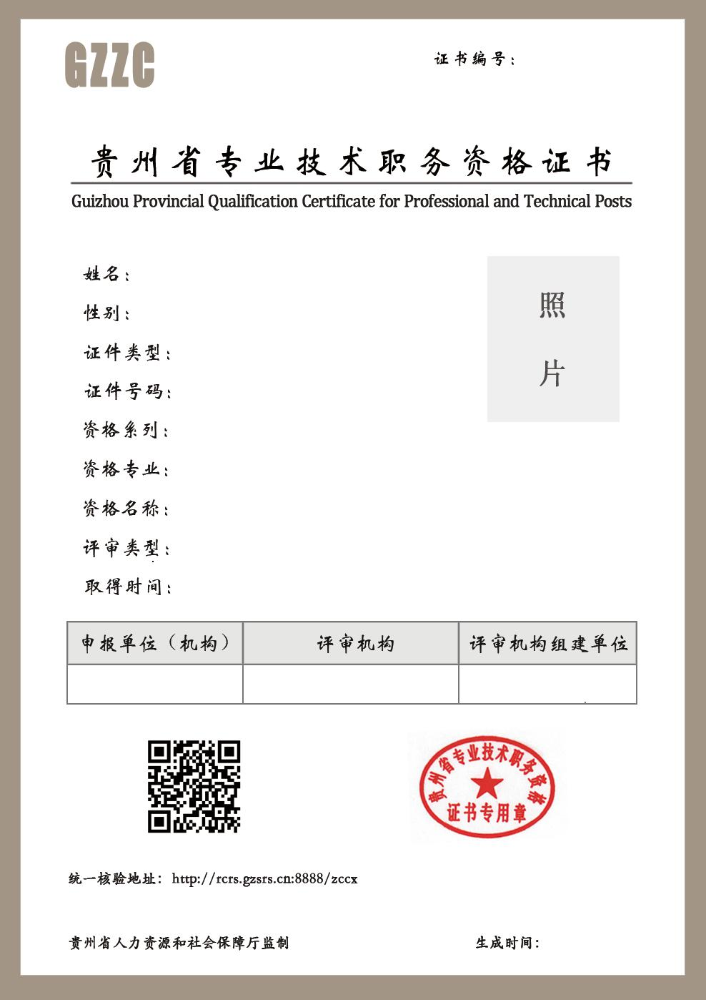 GZZC
证书编号：
贵州省专业技术职务资格证书
Guizhou Provincial Qualification Certificate for Professional and Technical Posts
姓名：
性别：
证件类型：
证件号码：
资格系列：
资格专业：
资格名称：
评审类型：
取得时间：
照
片
申报单位（机构） 评审机构 评审机构组建单位
贵州省专业技术职务资格
证书专用章
统一核验地址：http://rcrs.gzsrs.cn:8888/zccx
贵州省人力资源和社会保障厅监制 生成时间：